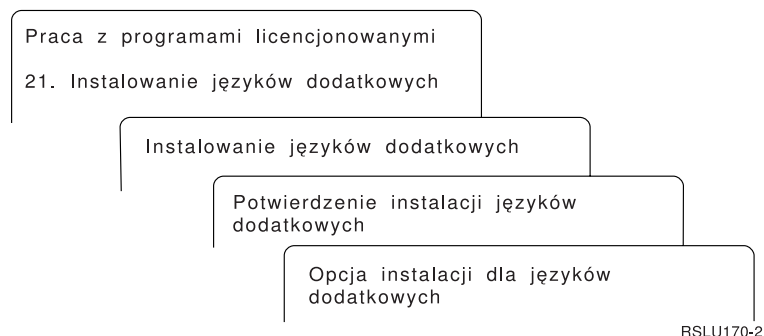 Praca z programami licencjonowanymi
21. Instalowanie języków dodatkowych
Instalowanie języków dodatkowych
Potwierdzenie instalacji języków
dodatkowych
Opcja instalacji dla języków
dodatkowych
RSLU170-2